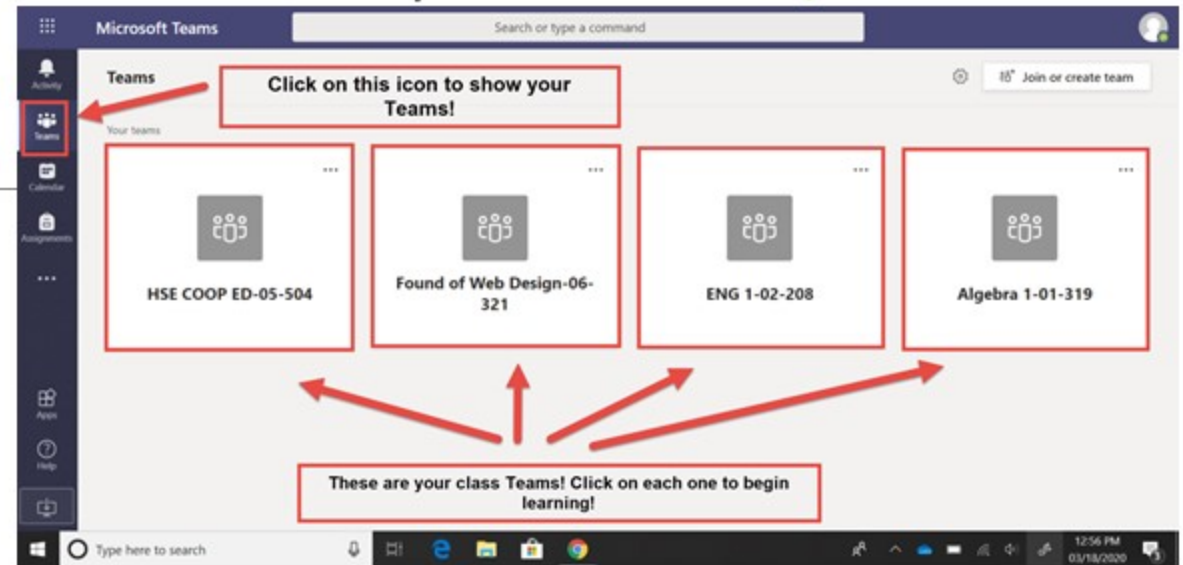 Microsoft Teams
Search or type a command
Activity
Teams
Calendar
Assignments
Apps
Help
Teams
Click on this icon to show your
Teams!
Join or create team
Your teams
HSE COOP ED-05-504
Found of Web Design-06-
321
ENG 1-02-208
Algebra 1-01-319
These are your class Teams! Click on each one to begin
learning!
Type here to search
12:56 PM
03/18/2020
3